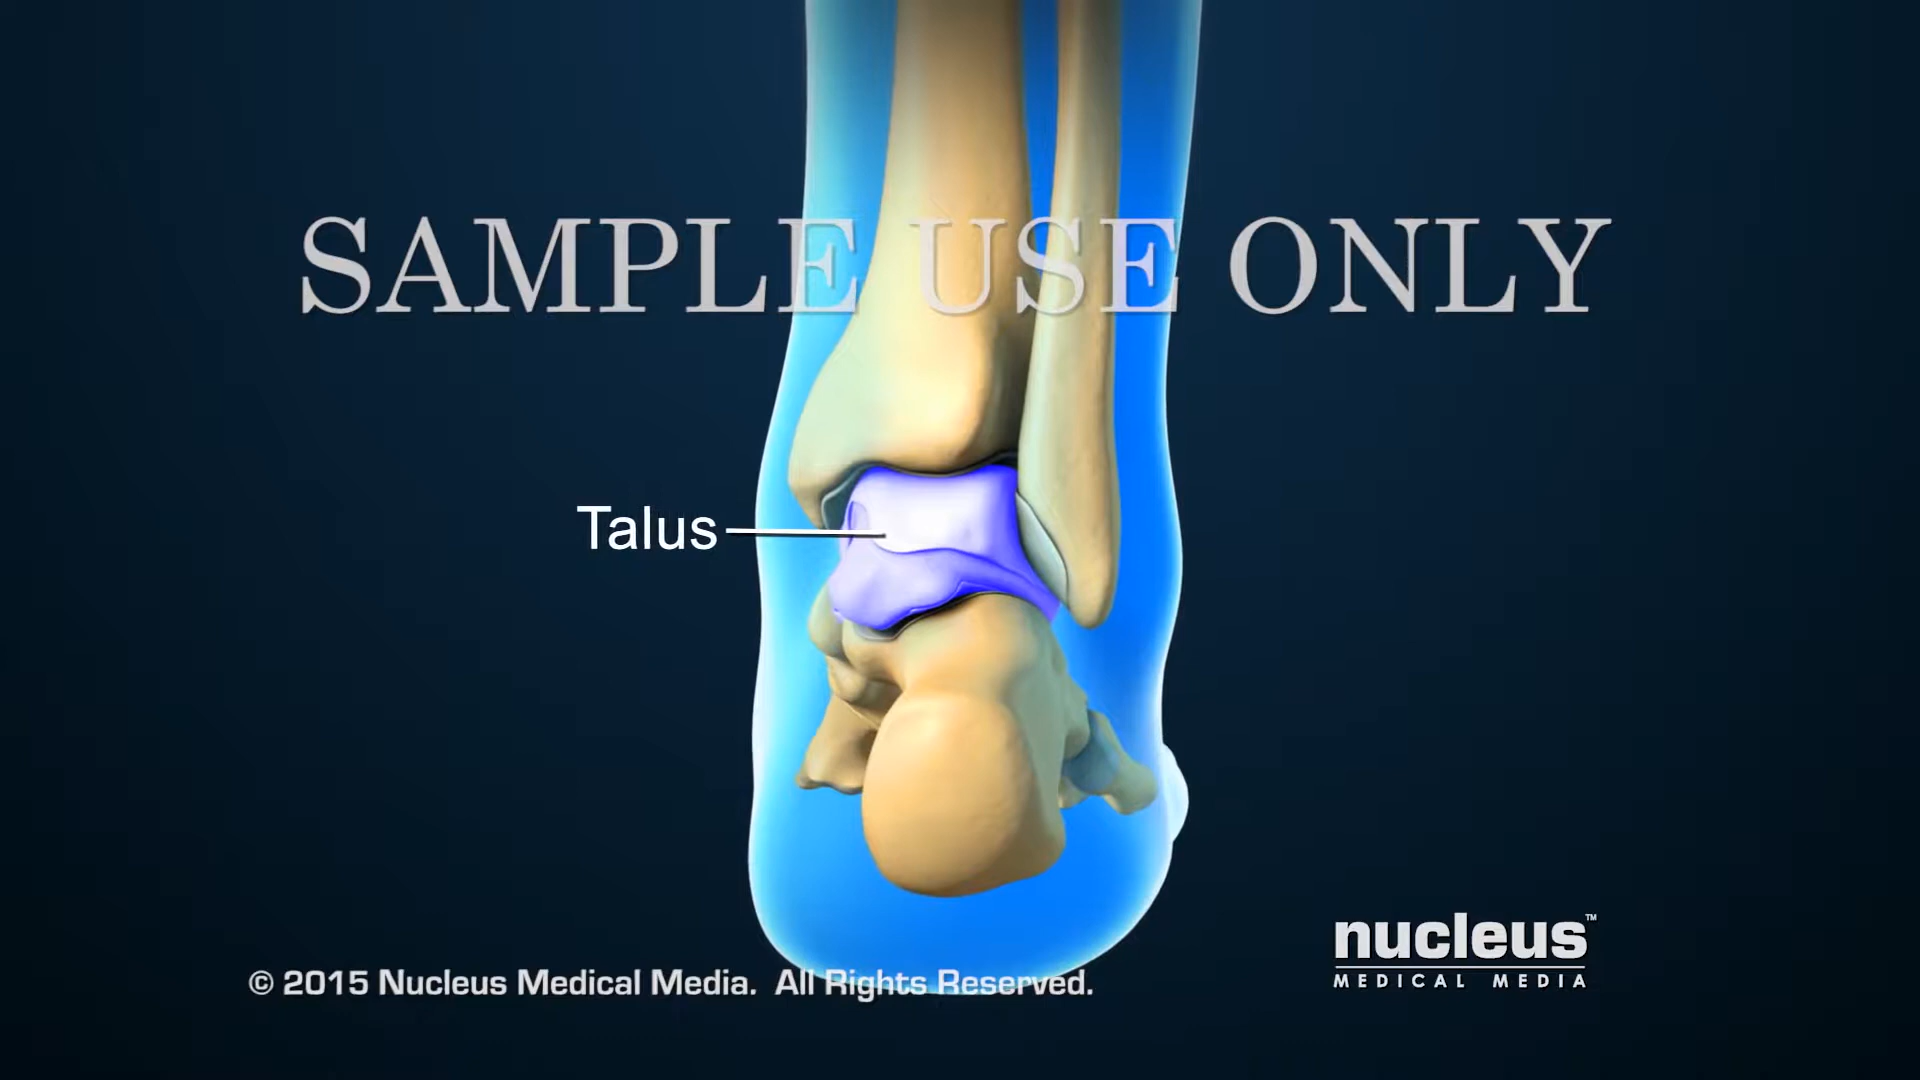 SAMPLE USE ONLY
Talus
nucleus™
MEDICAL MEDIA
© 2015 Nucleus Medical Media. All Rights Reserved.